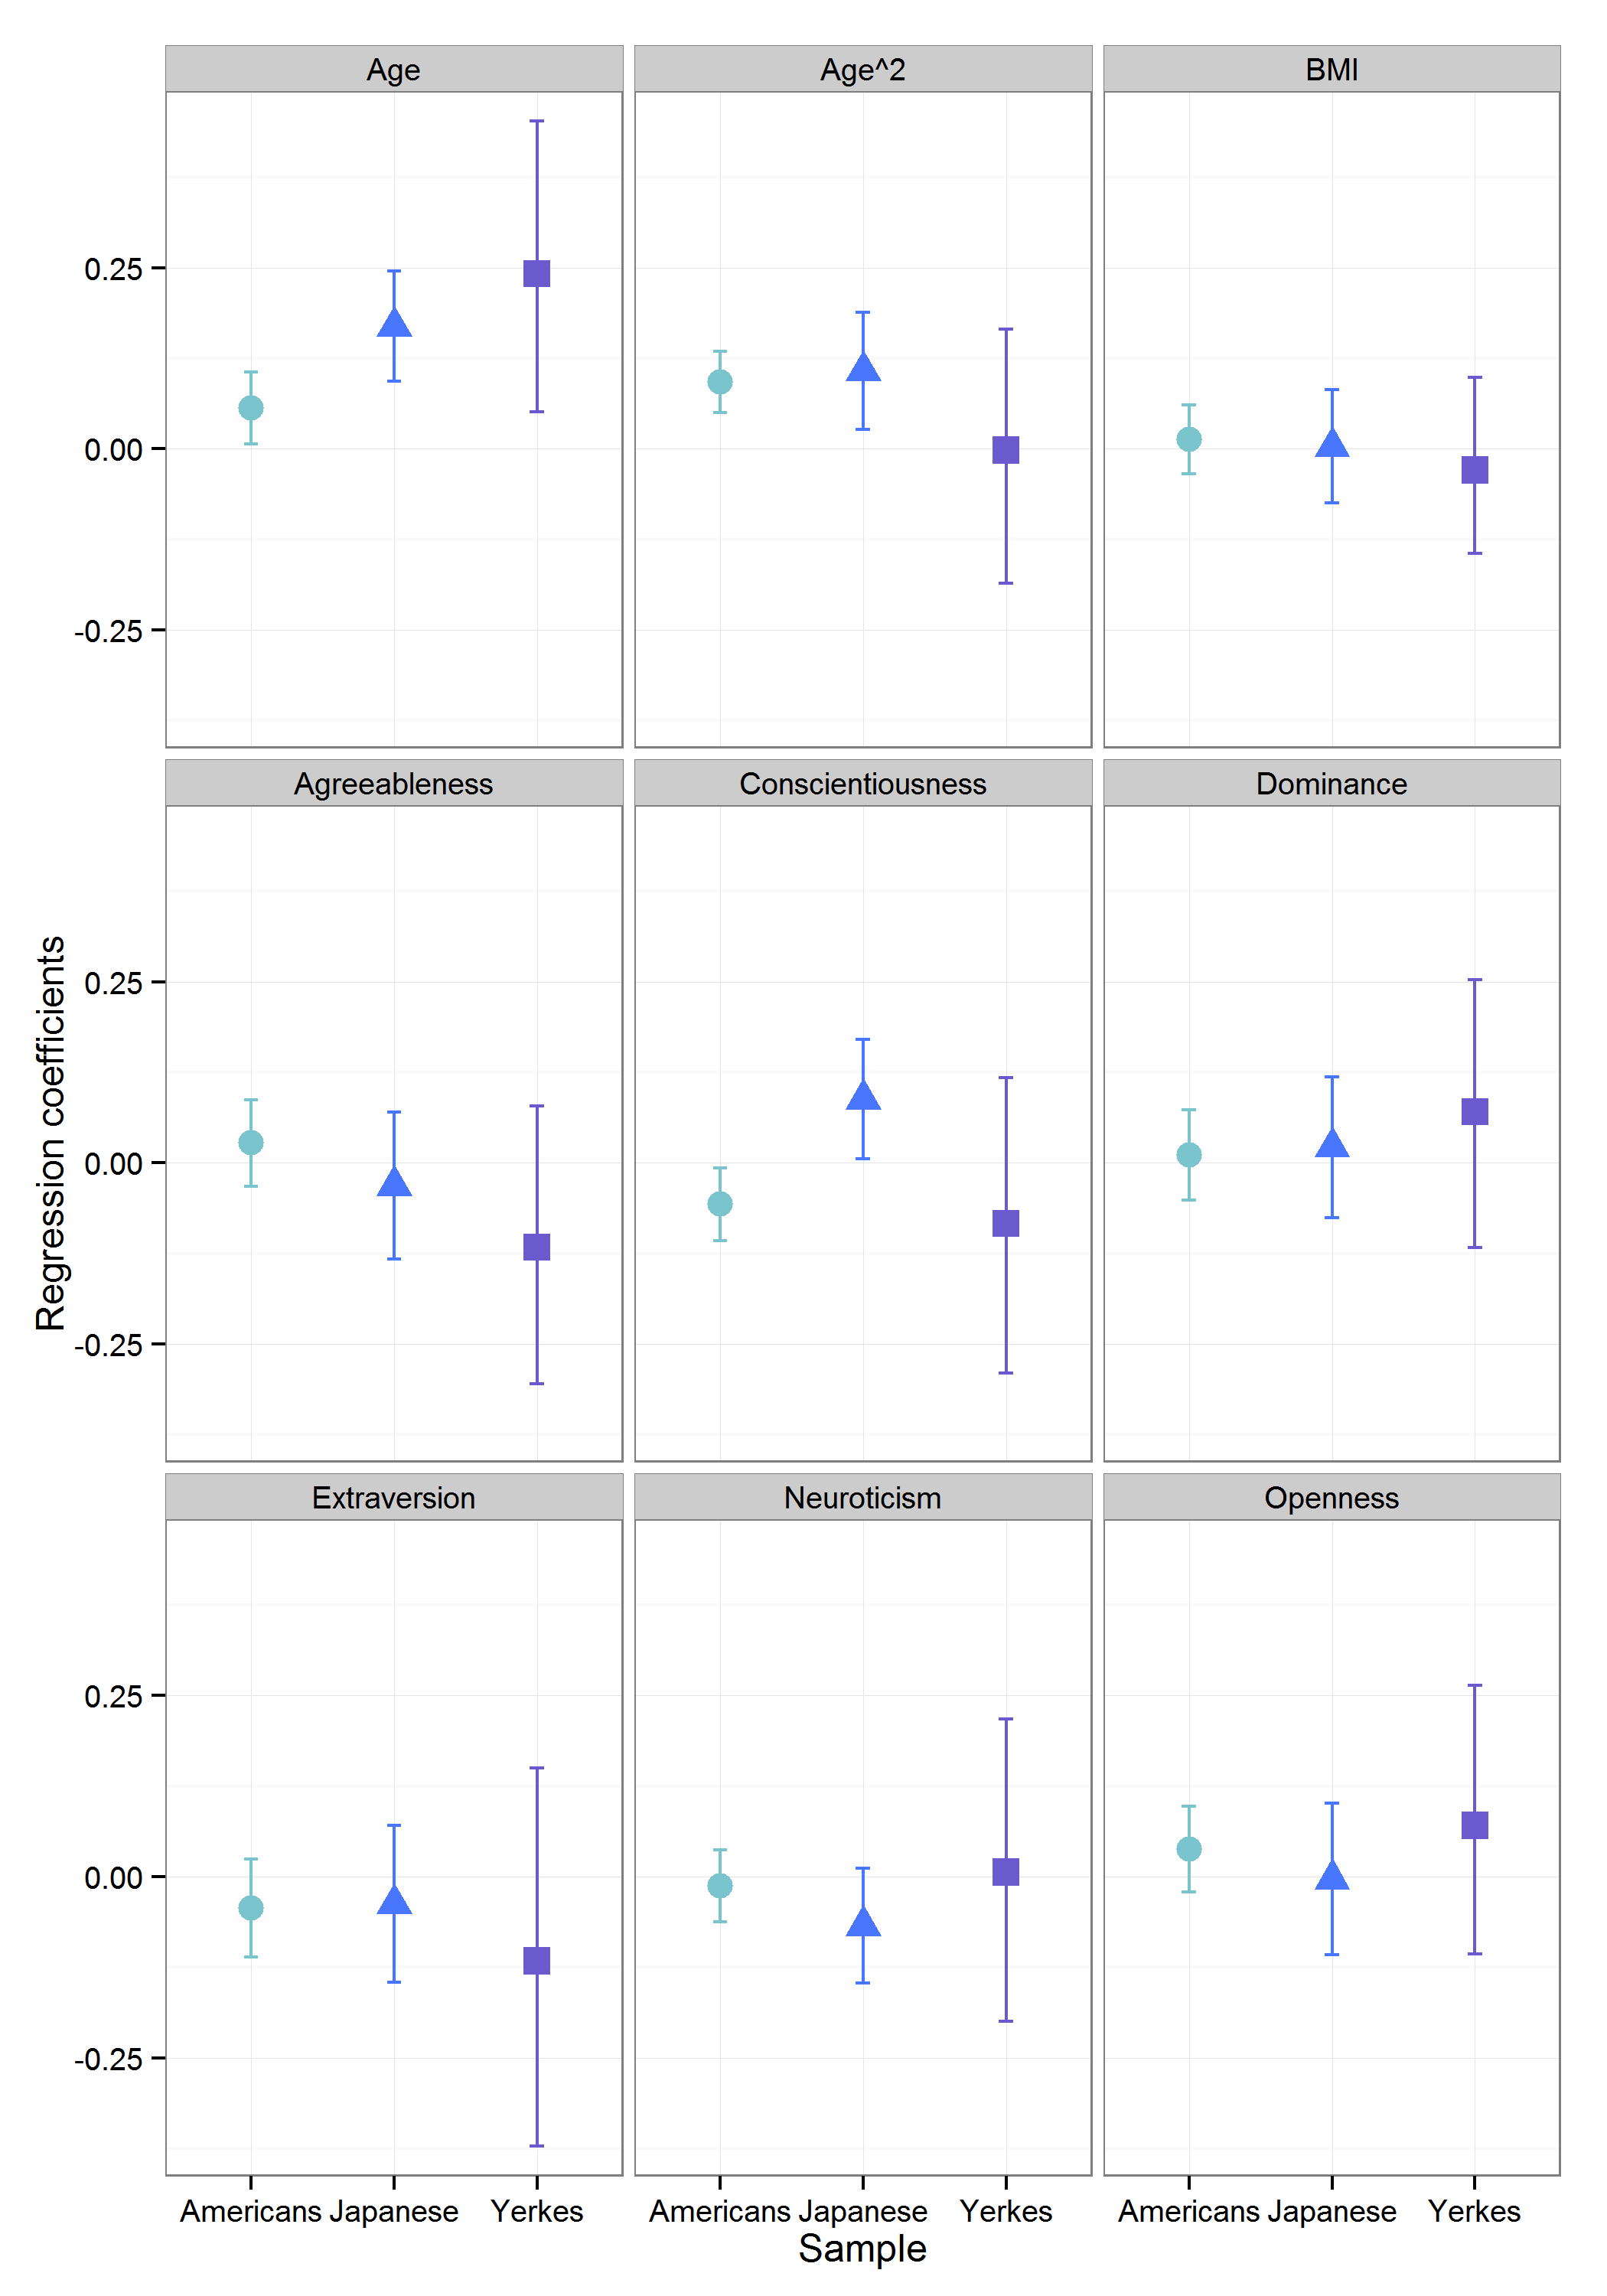 Age Age^2 BMI
0.25
0.00
-0.25
Agreeableness Conscientiousness Dominance
Regression coefficients
0.25
0.00
-0.25
Extraversion Neuroticism Openness
0.25
0.00
-0.25
Americans Japanese Yerkes Americans Japanese Yerkes Americans Japanese Yerkes
Sample